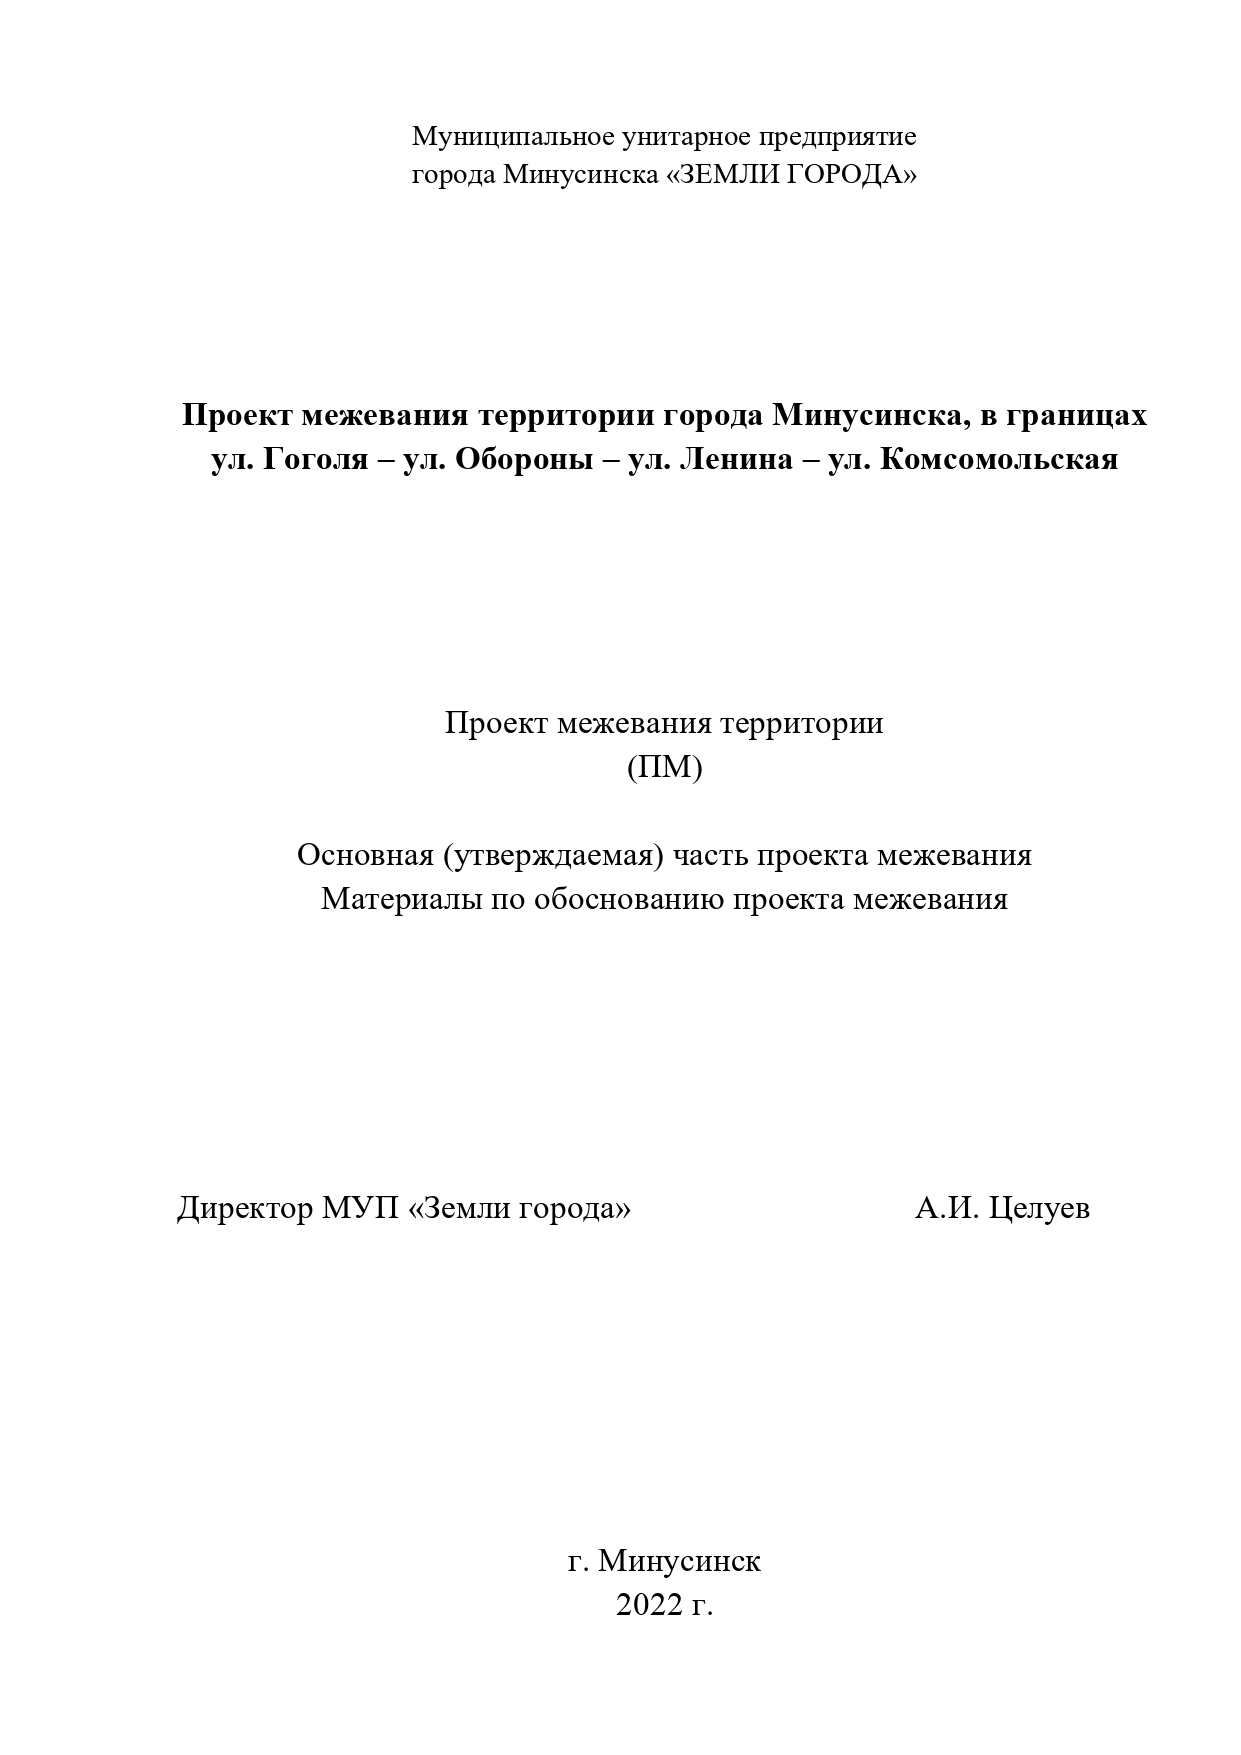 Муниципальное унитарное предприятие
города Минусинска «ЗЕМЛИ ГОРОДА»
Проект межевания территории города Минусинска, в границах
ул. Гоголя – ул. Обороны – ул. Ленина – ул. Комсомольская
Проект межевания территории
(ПМ)
Основная (утверждаемая) часть проекта межевания
Материалы по обоснованию проекта межевания
Директор МУП «Земли города» А.И. Целуев
г. Минусинск
2022 г.